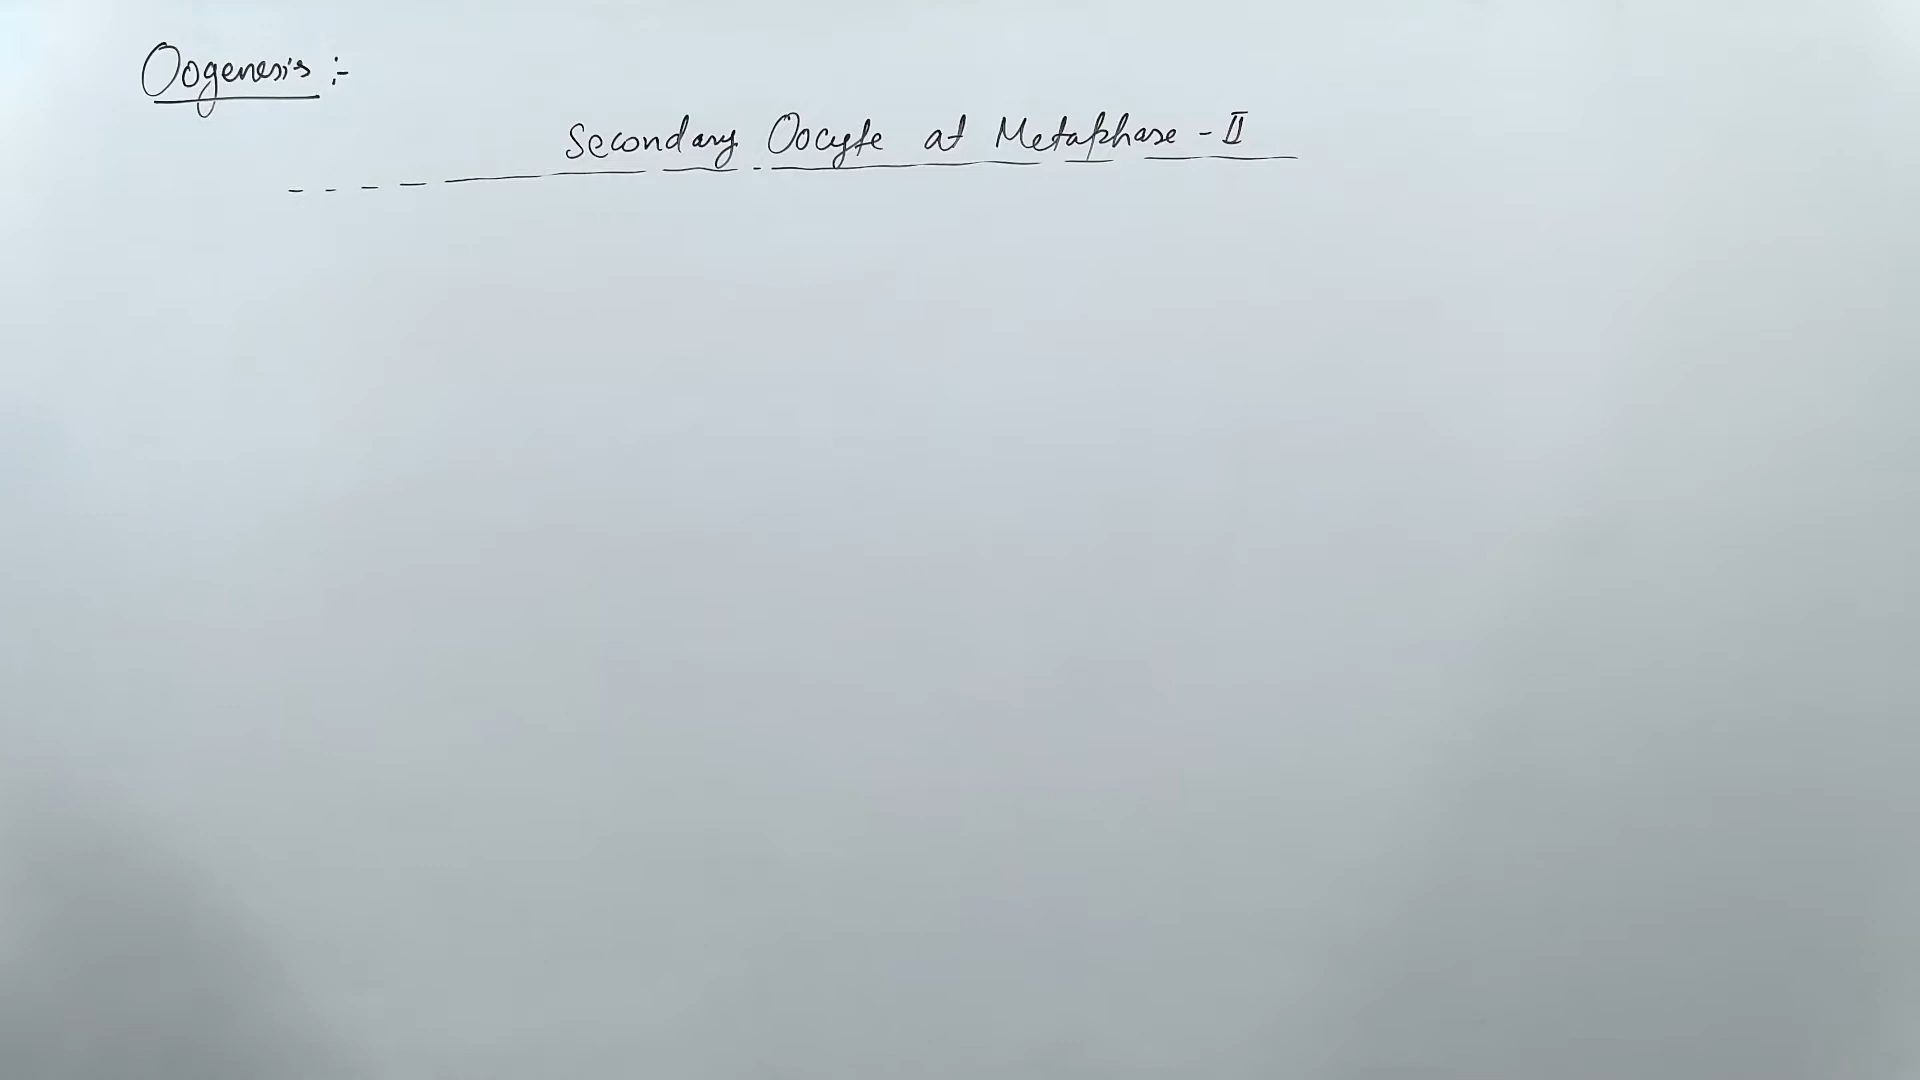 Oogenesis :-
Secondary Oocyte at Metaphase - II